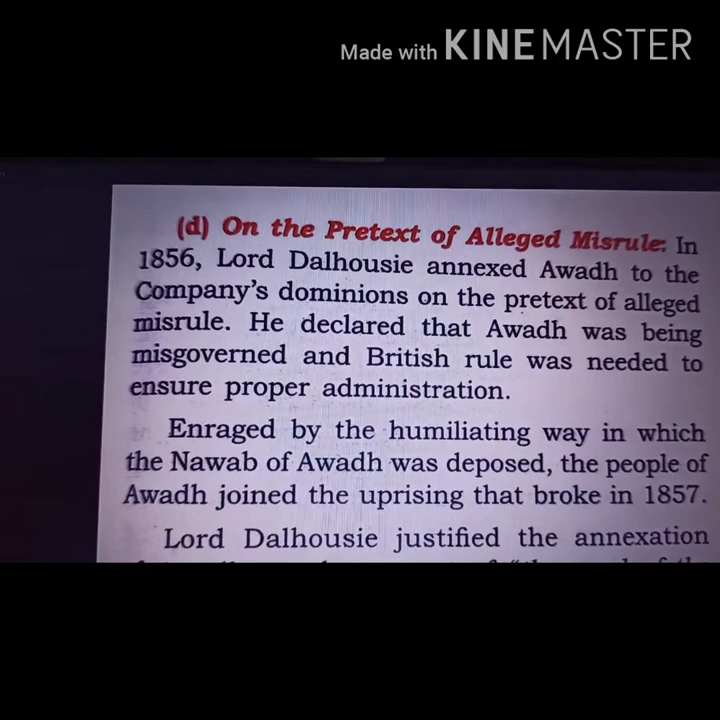 Made with KINEMASTER
(d) On the Pretext of Alleged Misrule: In
1856, Lord Dalhousie annexed Awadh to the
Company's dominions on the pretext of alleged
misrule. He declared that Awadh was being
misgoverned and British rule was needed to
ensure proper administration.
Enraged by the humiliating way in which
the Nawab of Awadh was deposed, the people of
Awadh joined the uprising that broke in 1857.
Lord Dalhousie justified the annexation